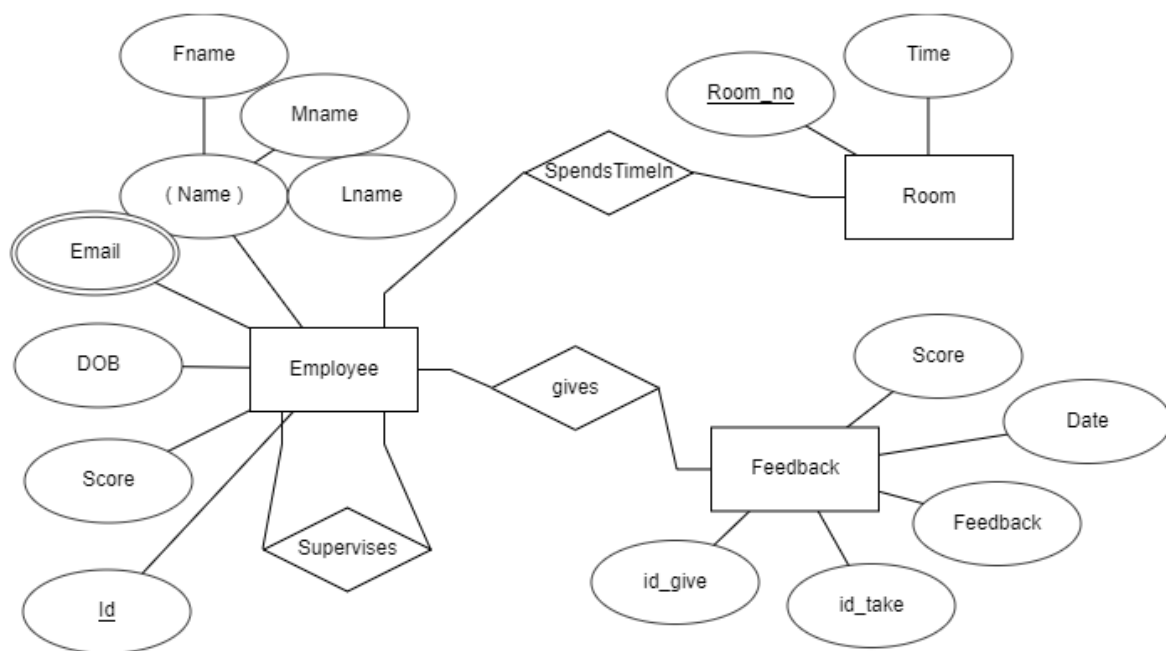 Fname
Time
Room_no
Mname
SpendsTimeIn
( Name )
Lname
Room
Email
Score
DOB
Employee
gives
Date
Score
Feedback
Feedback
Supervises
id_give
id_take
Id